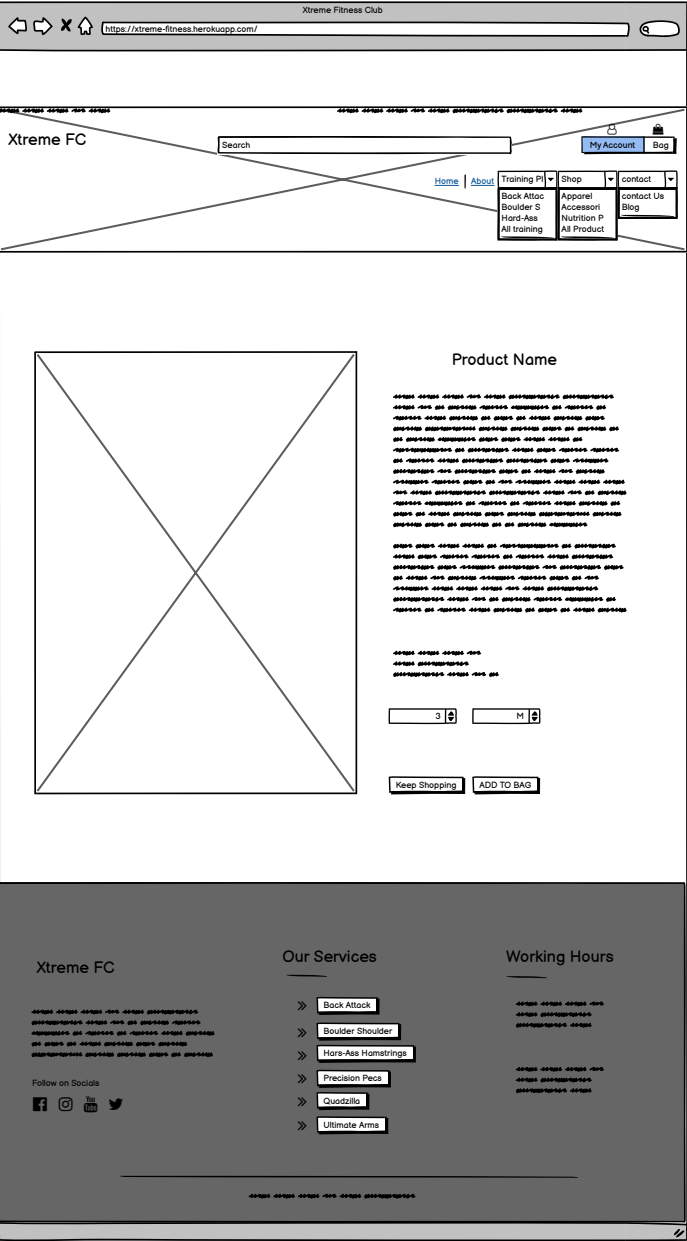 Xtreme Fitness Club
https://xtreme-fitness.herokuapp.com/
Xtreme FC
Search
My Account
Bag
Home
About
Training Pl
Shop
contact
Back Attac
Boulder S
Hard-Ass
All training
Apparel
Accessori
Nutrition P
All Product
contact Us
Blog
Product Name
3
M
Keep Shopping
ADD TO BAG
Xtreme FC
Follow on Socials
You
Tube
Our Services
Back Attack
Boulder Shoulder
Hars-Ass Hamstrings
Precision Pecs
Quadzilla
Ultimate Arms
Working Hours